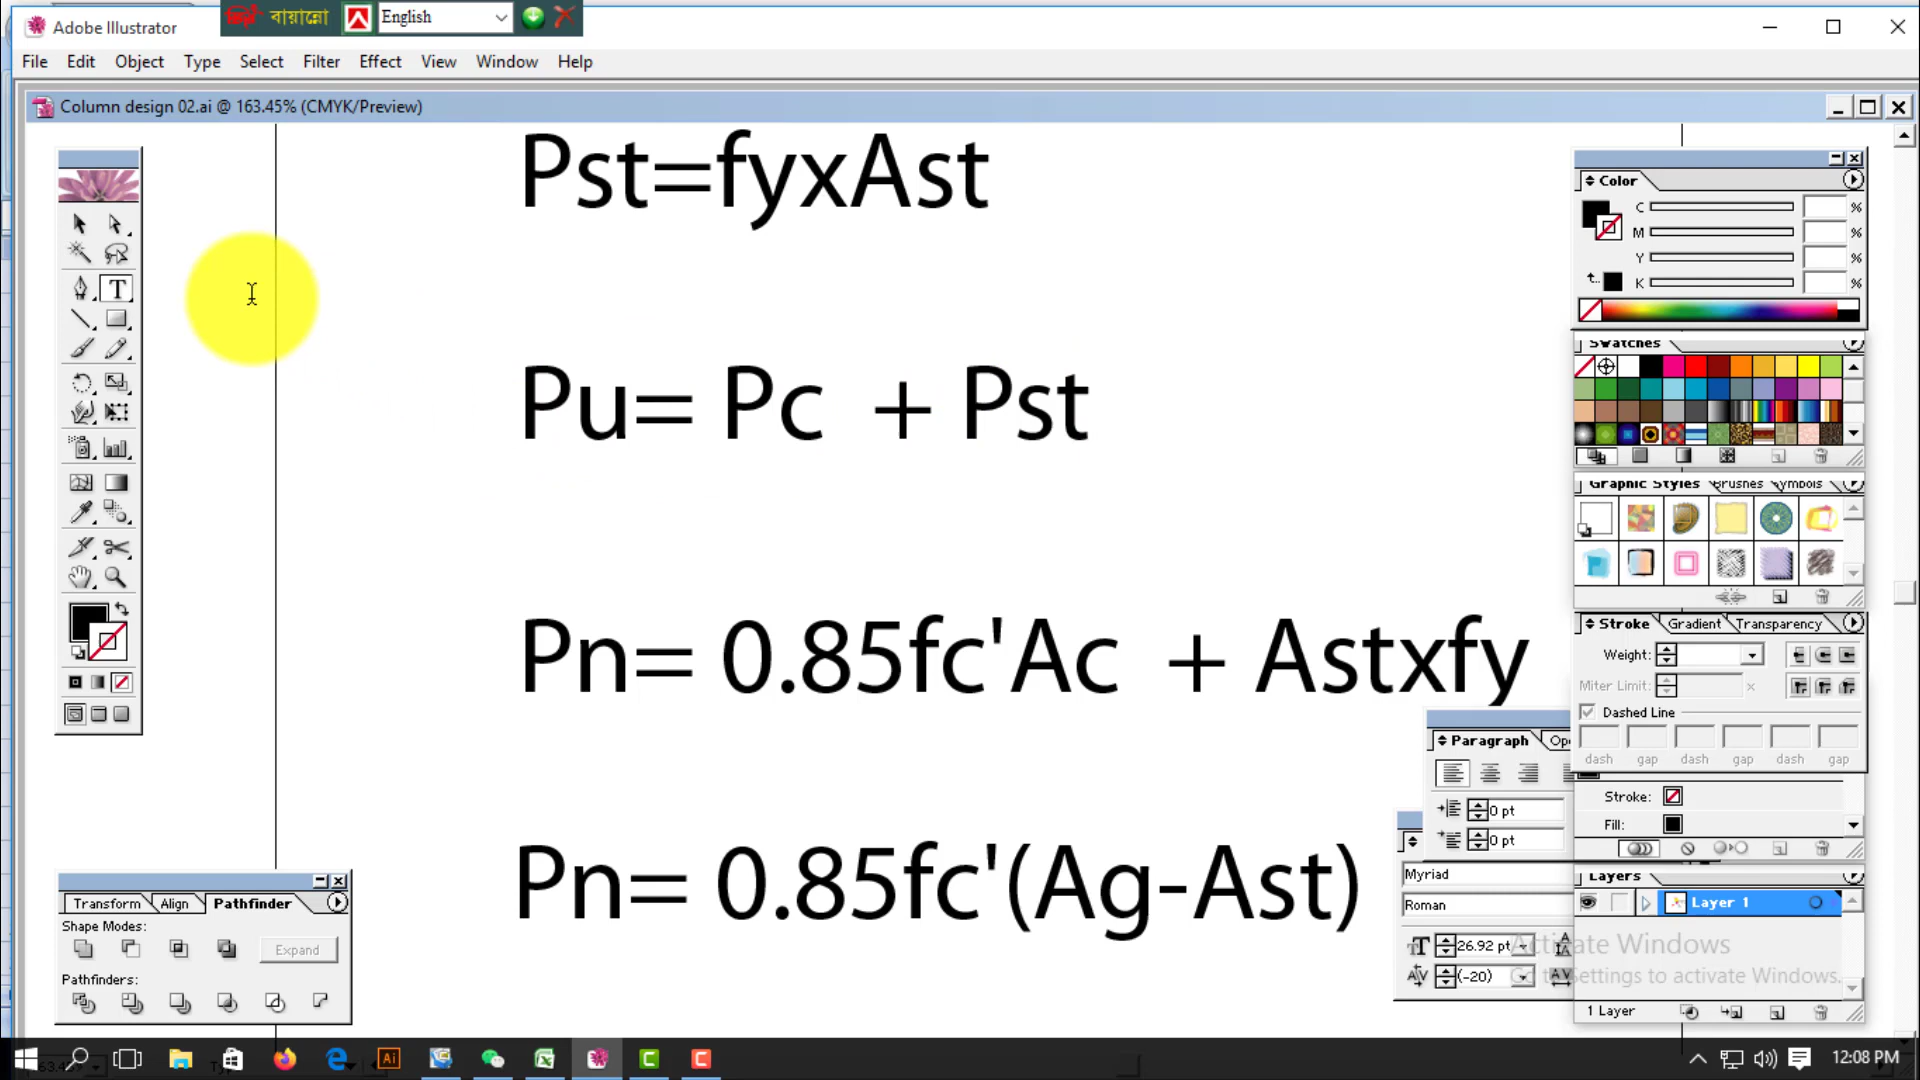 Adobe Illustrator
বায়ান্নো
English
File Edit Object Type Select Filter Effect View Window Help
Column design 02.ai @ 163.45% (CMYK/Preview)
Pst=fyxAst
Pu= Pc + Pst
Pn= 0.85fc'Ac + Astxfy
Pn= 0.85fc'(Ag-Ast)
T
Color
C %
M %
Y %
K %
Swatches
Graphic Styles Brushes Symbols
Stroke Gradient Transparency
Weight:
Miter Limit: x
Dashed Line
dash gap dash gap dash gap
Stroke:
Fill:
Paragraph
0 pt
0 pt
Myriad
Roman
26.92 pt
(-20)
Layers
Layer 1
1 Layer
Activate Windows
Go to Settings to activate Windows.
Transform Align Pathfinder
Shape Modes:
Expand
Pathfinders:
Ai
12:08 PM